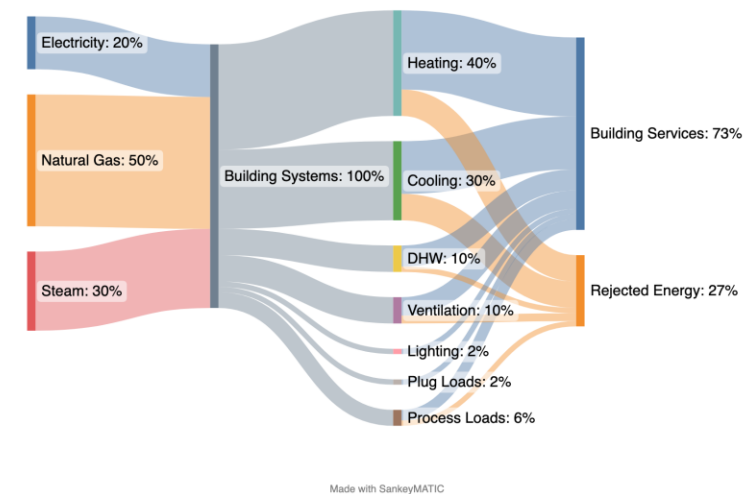 Electricity: 20%
Natural Gas: 50%
Steam: 30%
Building Systems: 100%
Heating: 40%
Cooling: 30%
DHW: 10%
Ventilation: 10%
Lighting: 2%
Plug Loads: 2%
Process Loads: 6%
Building Services: 73%
Rejected Energy: 27%
Made with SankeyMATIC